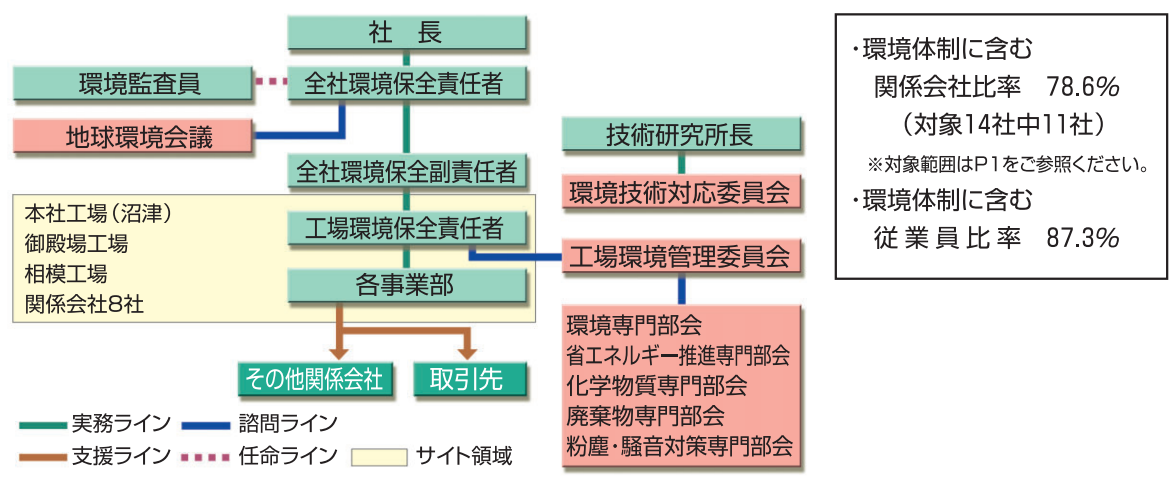 社　長
環境監査員
全社環境保全責任者
地球環境会議
全社環境保全副責任者
本社工場（沼津）
御殿場工場
相模工場
関係会社8社
工場環境保全責任者
各事業部
その他関係会社
取引先
技術研究所長
環境技術対応委員会
工場環境管理委員会
環境専門部会
省エネルギー推進専門部会
化学物質専門部会
廃棄物専門部会
粉塵・騒音対策専門部会
実務ライン
諮問ライン
支援ライン
任命ライン
サイト領域
・環境体制に含む
関係会社比率　78.6%
（対象14社中11社）
※対象範囲はP1をご参照ください。
・環境体制に含む
従業員比率　87.3%